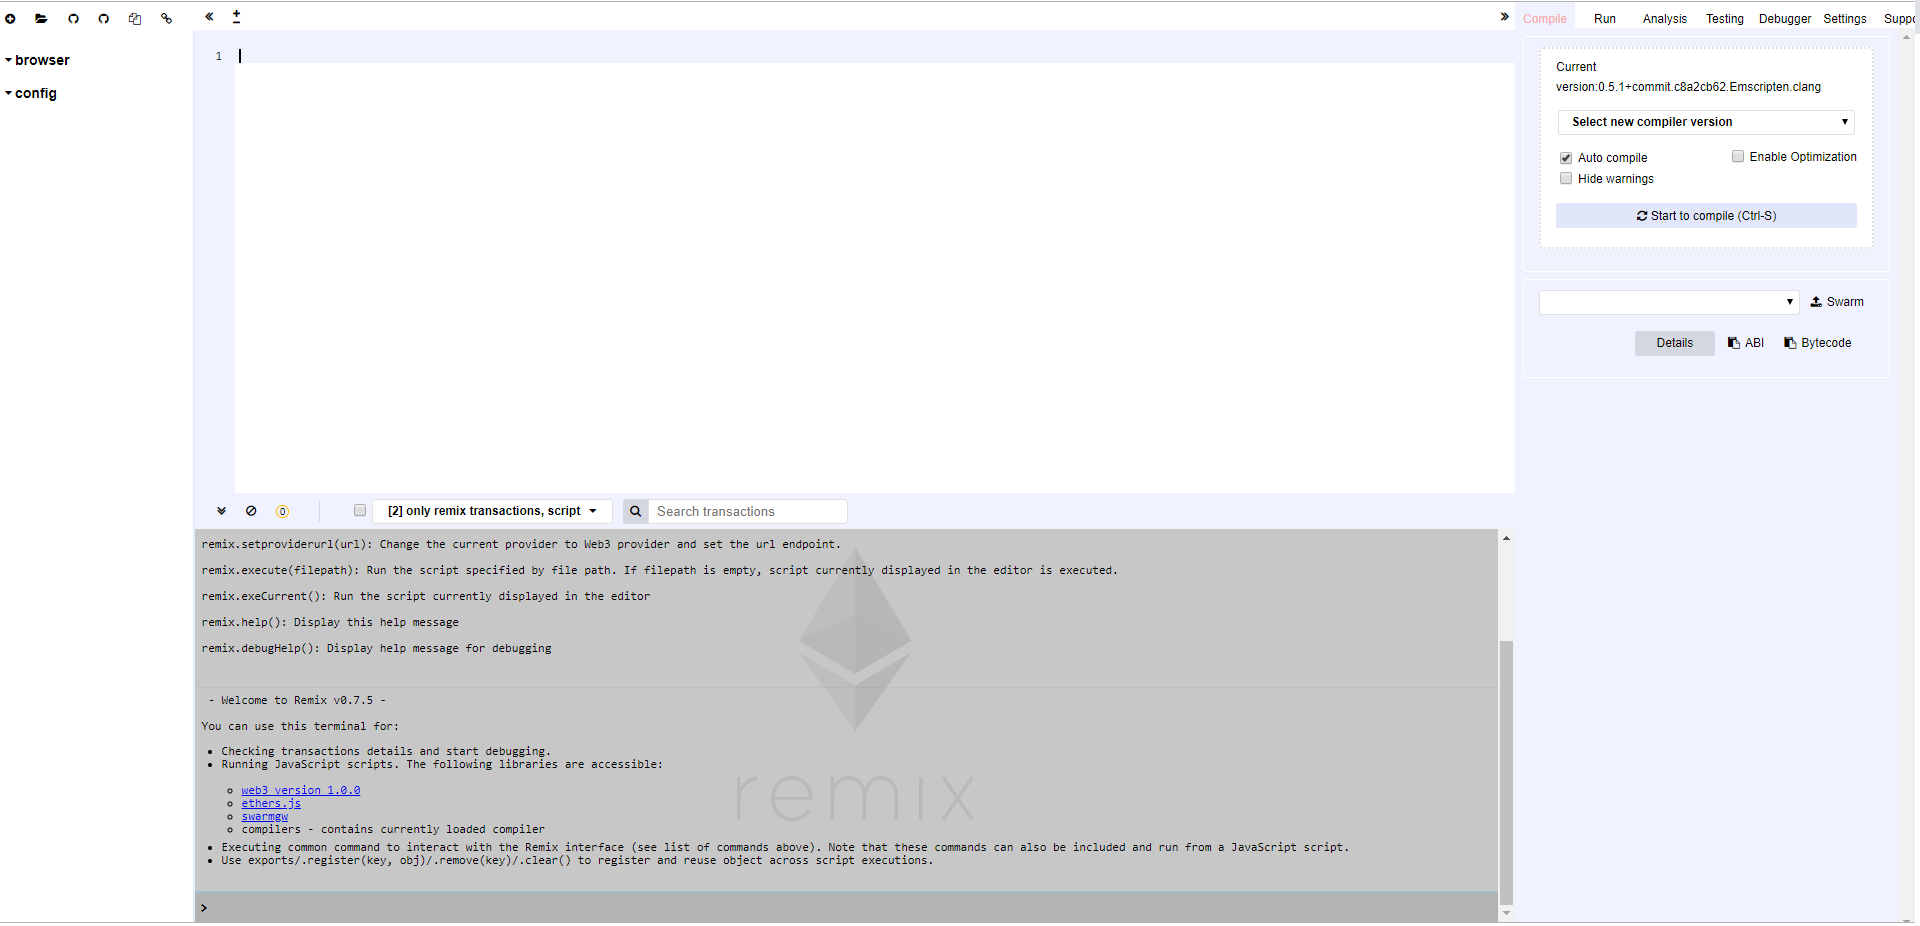 browser
config
1
Compile
Run
Analysis
Testing
Debugger
Settings
Suppo
Current
version:0.5.1+commit.c8a2cb62.Emscripten.clang
Select new compiler version
Auto compile
Enable Optimization
Hide warnings
Start to compile (Ctrl-S)
Swarm
Details
ABI
Bytecode
0
[2] only remix transactions, script
Search transactions
remix.setproviderurl(url): Change the current provider to Web3 provider and set the url endpoint.
remix.execute(filepath): Run the script specified by file path. If filepath is empty, script currently displayed in the editor is executed.
remix.exeCurrent(): Run the script currently displayed in the editor
remix.help(): Display this help message
remix.debugHelp(): Display help message for debugging
- Welcome to Remix v0.7.5 -
You can use this terminal for:
Checking transactions details and start debugging.
Running JavaScript scripts. The following libraries are accessible:
web3 version 1.0.0
ethers.js
swarmgw
compilers - contains currently loaded compiler
Executing common command to interact with the Remix interface (see list of commands above). Note that these commands can also be included and run from a JavaScript script.
Use exports/.register(key, obj)/.remove(key)/.clear() to register and reuse object across script executions.
remix
>